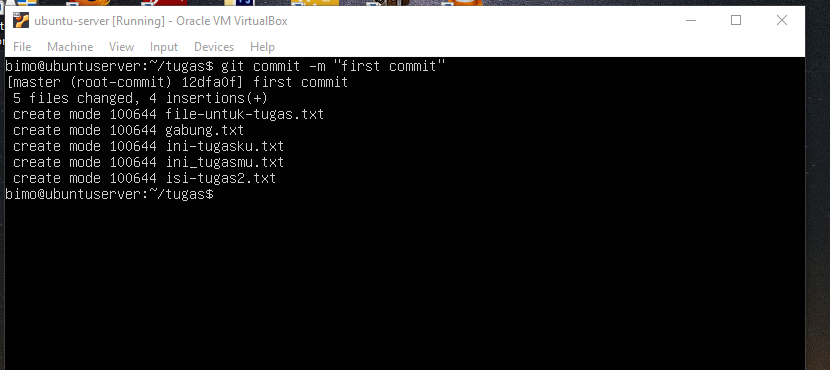 ubuntu-server [Running] - Oracle VM VirtualBox
File Machine View Input Devices Help
bimo@ubuntuserver:~/tugas$ git commit -m "first commit"
[master (root-commit) 12dfa0f] first commit
 5 files changed, 4 insertions(+)
 create mode 100644 file-untuk-tugas.txt
 create mode 100644 gabung.txt
 create mode 100644 ini-tugasku.txt
 create mode 100644 ini_tugasmu.txt
 create mode 100644 isi-tugas2.txt
bimo@ubuntuserver:~/tugas$